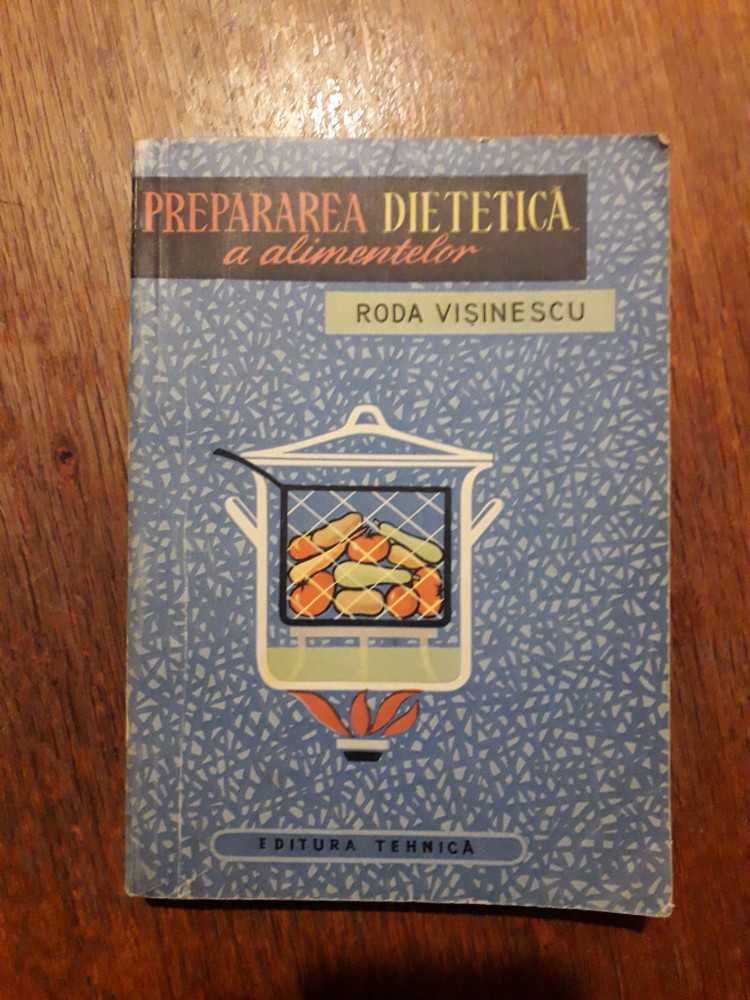 PREPARAREA DIETETICĂ
a alimentelor
RODA VIȘINESCU
EDITURA TEHNICĂ